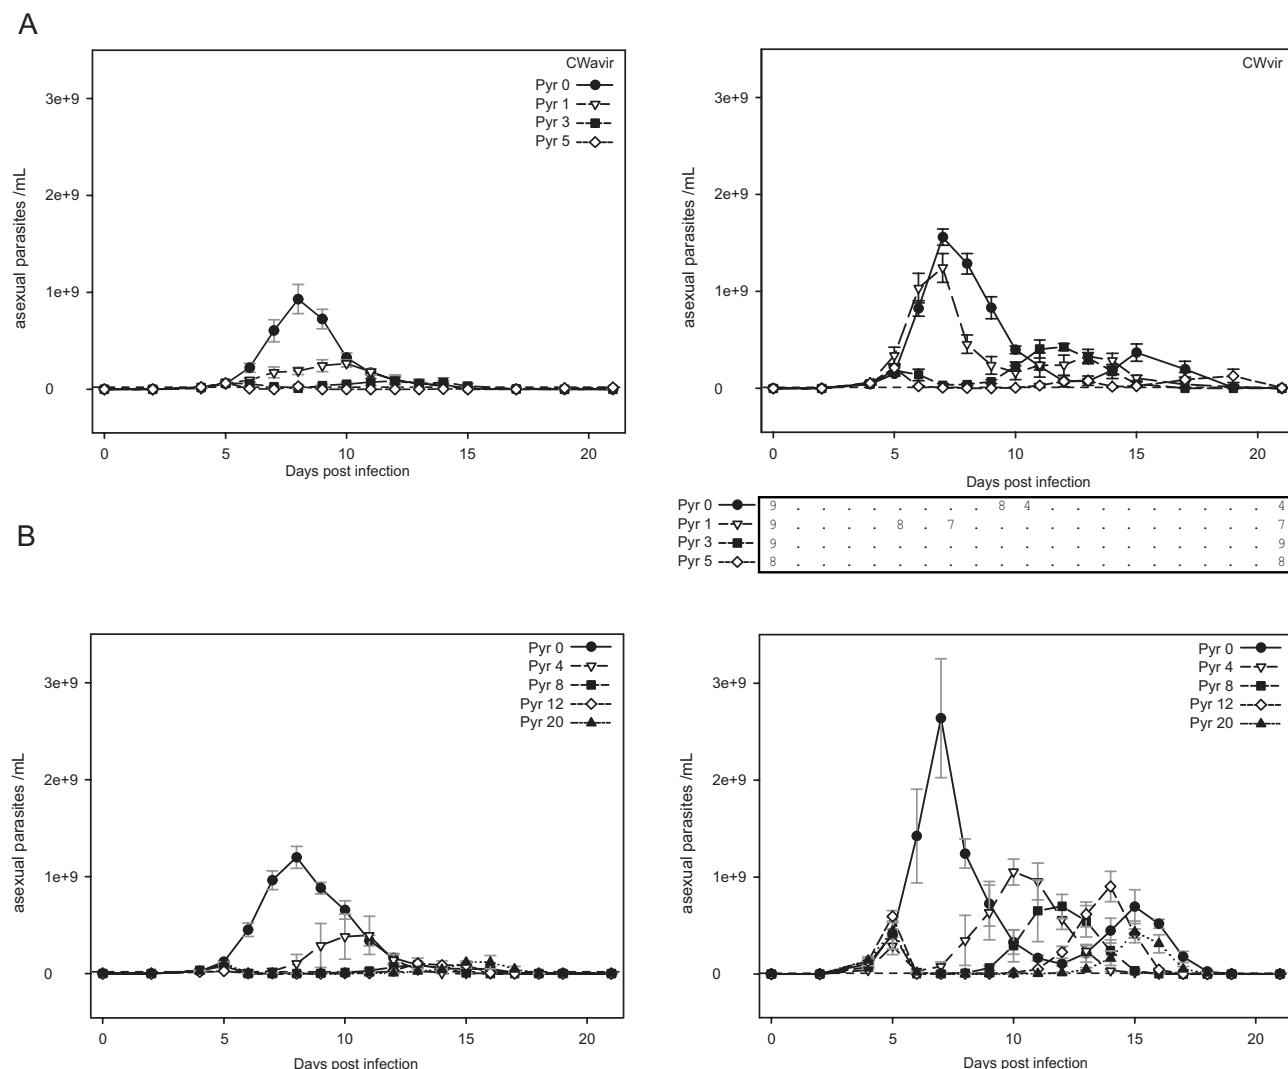 A
CWavir
Pyr 0
Pyr 1
Pyr 3
Pyr 5
3e+9
2e+9
1e+9
0
asexual parasites /mL
0 5 10 15 20
Days post infection
CWvir
3e+9
2e+9
1e+9
0
asexual parasites /mL
0 5 10 15 20
Days post infection
Pyr 0 9 . . . . . . . . 8 4 . . . . . . . . . 4
Pyr 1 9 . . . . 8 . 7 . . . . . . . . . . . . 7
Pyr 3 9 . . . . . . . . . . . . . . . . . . . 9
Pyr 5 8 . . . . . . . . . . . . . . . . . . . 8
B
Pyr 0
Pyr 4
Pyr 8
Pyr 12
Pyr 20
3e+9
2e+9
1e+9
0
asexual parasites /mL
0 5 10 15 20
Days post infection
Pyr 0
Pyr 4
Pyr 8
Pyr 12
Pyr 20
3e+9
2e+9
1e+9
0
asexual parasites /mL
0 5 10 15 20
Days post infection